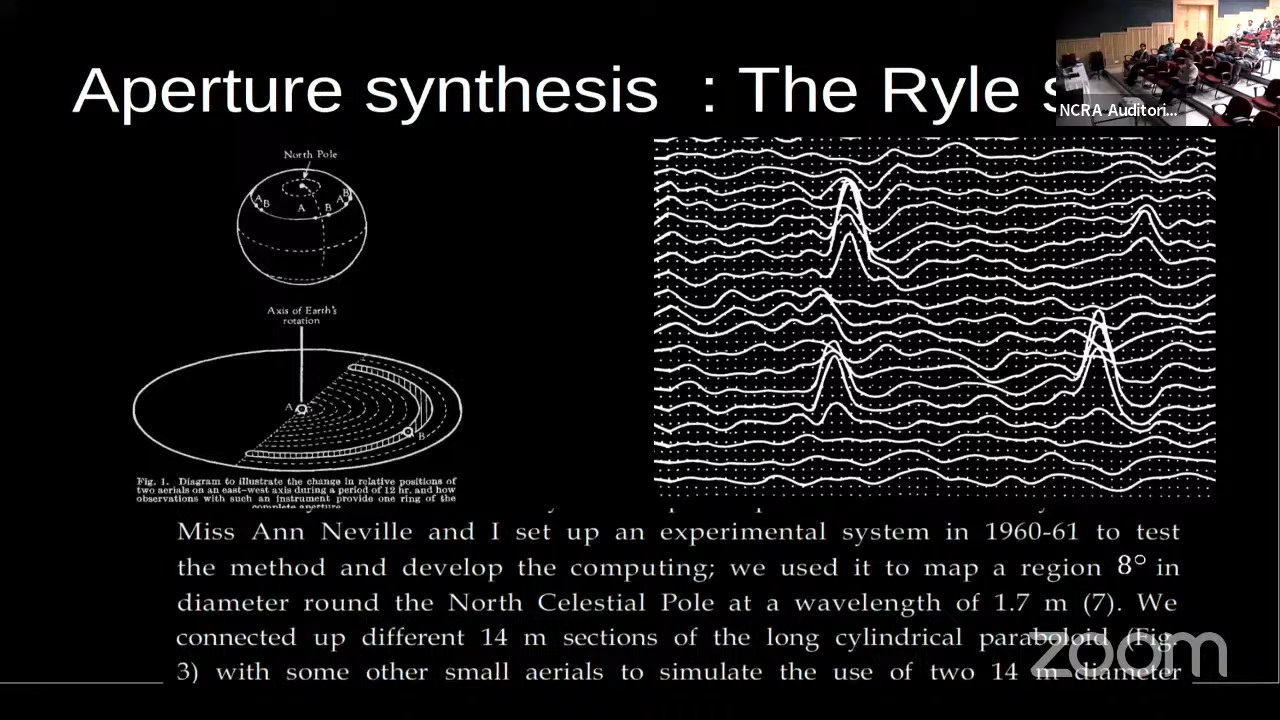 Aperture synthesis : The Ryle
NCRA Auditori...
North Pole
A B
A B
A B
Axis of Earth's
rotation
A
B
Fig. 1. Diagram to illustrate the change in relative positions of
two aerials on an east-west axis during a period of 12 hr. and how
observations with such an instrument provide one ring of the
complete aperture
Miss Ann Neville and I set up an experimental system in 1960-61 to test
the method and develop the computing; we used it to map a region 8° in
diameter round the North Celestial Pole at a wavelength of 1.7 m (7). We
connected up different 14 m sections of the long cylindrical paraboloid (Fig.
3) with some other small aerials to simulate the use of two 14 m diameter
zoom